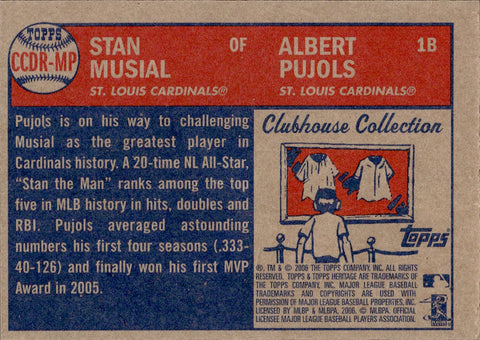 TOPPS
CCDR-MP
STAN MUSIAL
OF
ST. LOUIS CARDINALS®
ALBERT PUJOLS
1B
ST. LOUIS CARDINALS®
Pujols is on his way to challenging
Musial as the greatest player in
Cardinals history. A 20-time NL All-Star,
"Stan the Man" ranks among the top
five in MLB history in hits, doubles and
RBI. Pujols averaged astounding
numbers his first four seasons (.333-
40-126) and finally won his first MVP
Award in 2005.
Clubhouse Collection
TOPPS
®, TM & © 2006 THE TOPPS COMPANY, INC. ALL RIGHTS
RESERVED. TOPPS & TOPPS HERITAGE ARE TRADEMARKS OF
THE TOPPS COMPANY, INC. MAJOR LEAGUE BASEBALL
TRADEMARKS AND COPYRIGHTS ARE USED WITH
PERMISSION OF MAJOR LEAGUE BASEBALL PROPERTIES, INC.
LICENSED BY MLBP & MLBPA, 2006. © MLBPA. OFFICIAL
LICENSEE MAJOR LEAGUE BASEBALL PLAYERS ASSOCIATION.